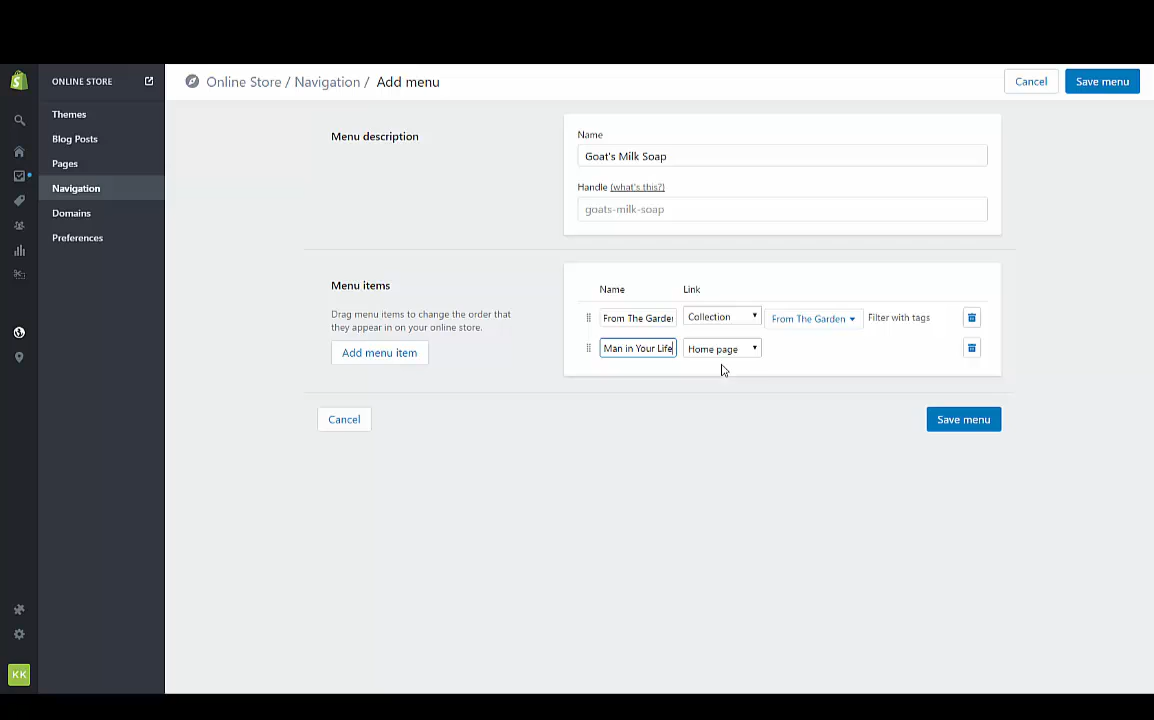 ONLINE STORE
Online Store / Navigation / Add menu
Cancel
Save menu
Themes
Blog Posts
Pages
Navigation
Domains
Preferences
Menu description
Name
Goat's Milk Soap
Handle (what's this?)
goats-milk-soap
Menu items
Drag menu items to change the order that
they appear in on your online store.
Add menu item
Name Link
From The Garde Collection From The Garden Filter with tags
Man in Your Life Home page
Cancel
Save menu
KK